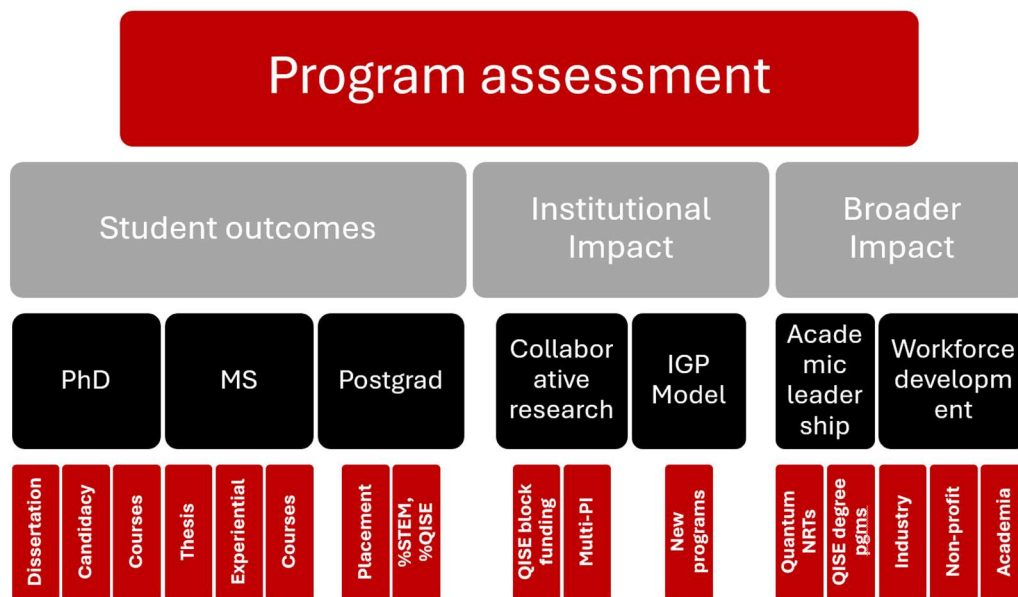 Program assessment
Student outcomes
Institutional
Impact
Broader
Impact
PhD
MS
Postgrad
Collabor
ative
research
IGP
Model
Acade
mic
leader
ship
Workforce
developm
ent
Dissertation
Candidacy
Courses
Thesis
Experiential
Courses
Placement
%STEM,
%QISE
QISE block
funding
Multi-PI
New
programs
Quantum
NRTs
QISE degree
pgms
Industry
Non-profit
Academia